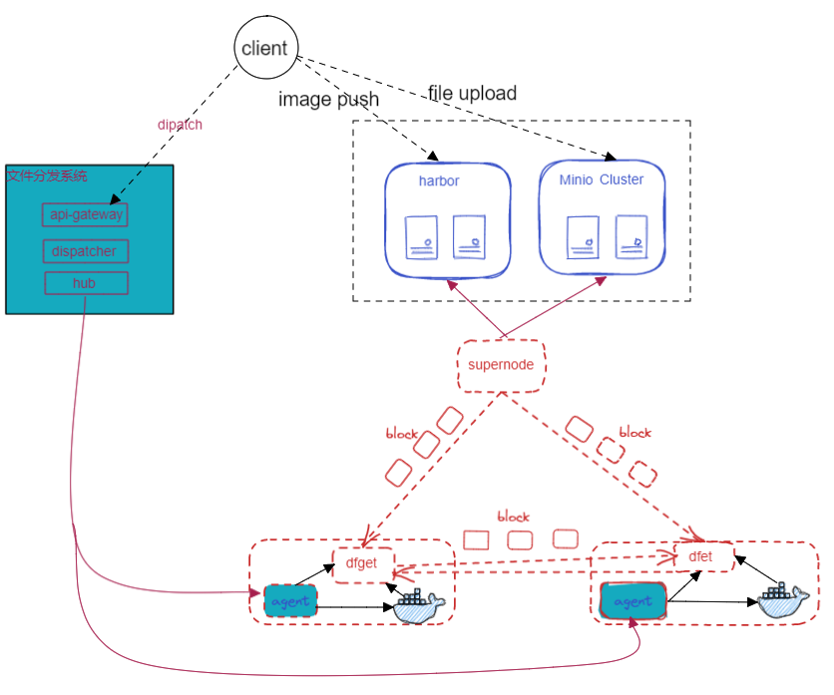 client
image push
file upload
dipatch
文件分发系统
api-gateway
dispatcher
hub
harbor
Minio Cluster
supernode
block
block
block
dfget
dfet
agent
agent